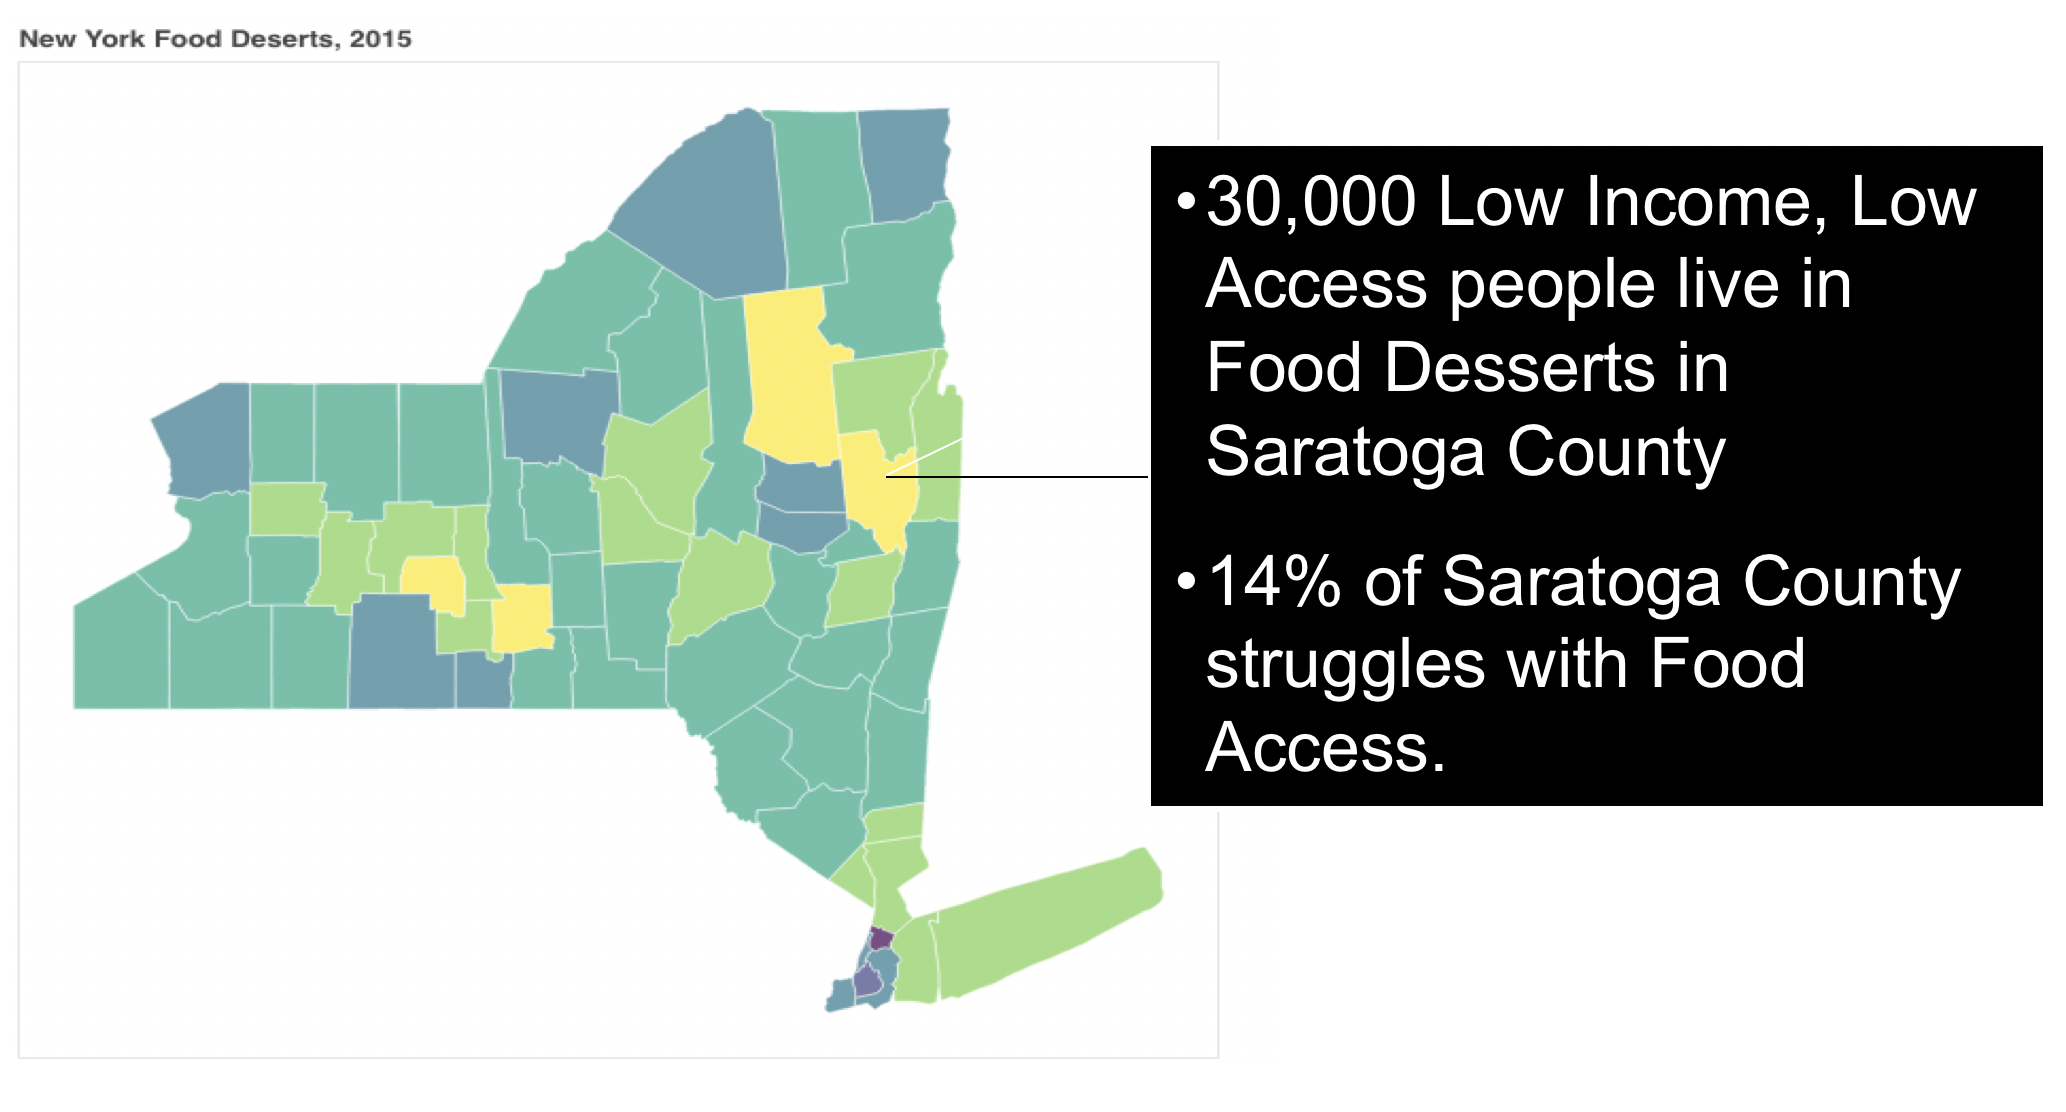 New York Food Deserts, 2015
•30,000 Low Income, Low
Access people live in
Food Desserts in
Saratoga County
•14% of Saratoga County
struggles with Food
Access.